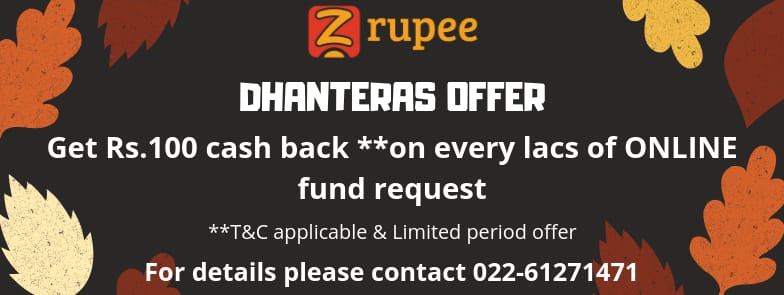 Z rupee
DHANTERAS OFFER
Get Rs.100 cash back **on every lacs of ONLINE
fund request
**T&C applicable & Limited period offer
For details please contact 022-61271471